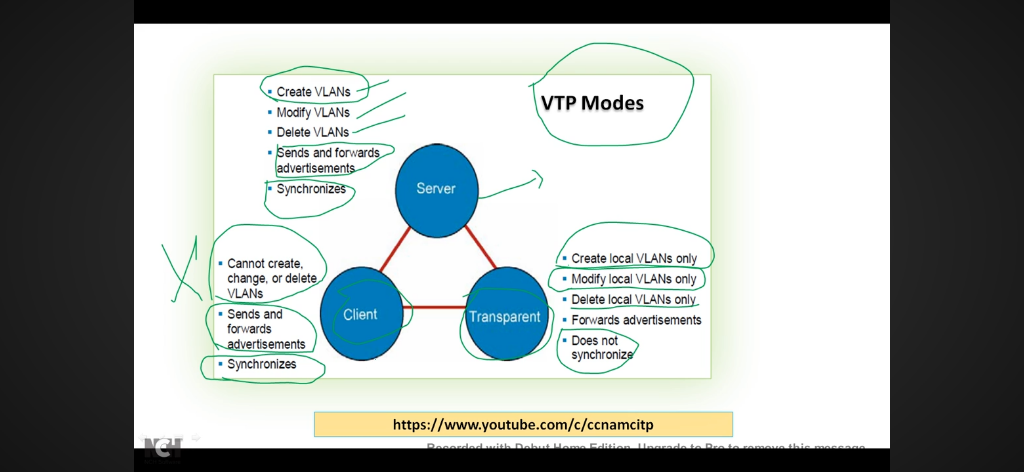 VTP Modes
Create VLANs
Modify VLANs
Delete VLANs
Sends and forwards
advertisements
Synchronizes
Server
Cannot create,
change, or delete
VLANs
Sends and
forwards
advertisements
Synchronizes
Client
Transparent
Create local VLANs only
Modify local VLANs only
Delete local VLANs only
Forwards advertisements
Does not
synchronize
https://www.youtube.com/c/ccnamcitp
NCH
Recorded with Debut Home Edition. Upgrade to Pro to remove this message